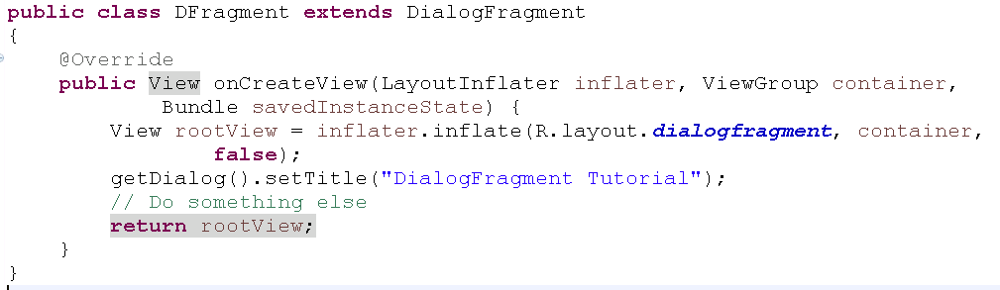 public class DFragment extends DialogFragment
{
@Override
public View onCreateView(LayoutInflater inflater, ViewGroup container,
Bundle savedInstanceState) {
View rootView = inflater.inflate(R.layout.dialogfragment, container,
false);
getDialog().setTitle("DialogFragment Tutorial");
// Do something else
return rootView;
}
}